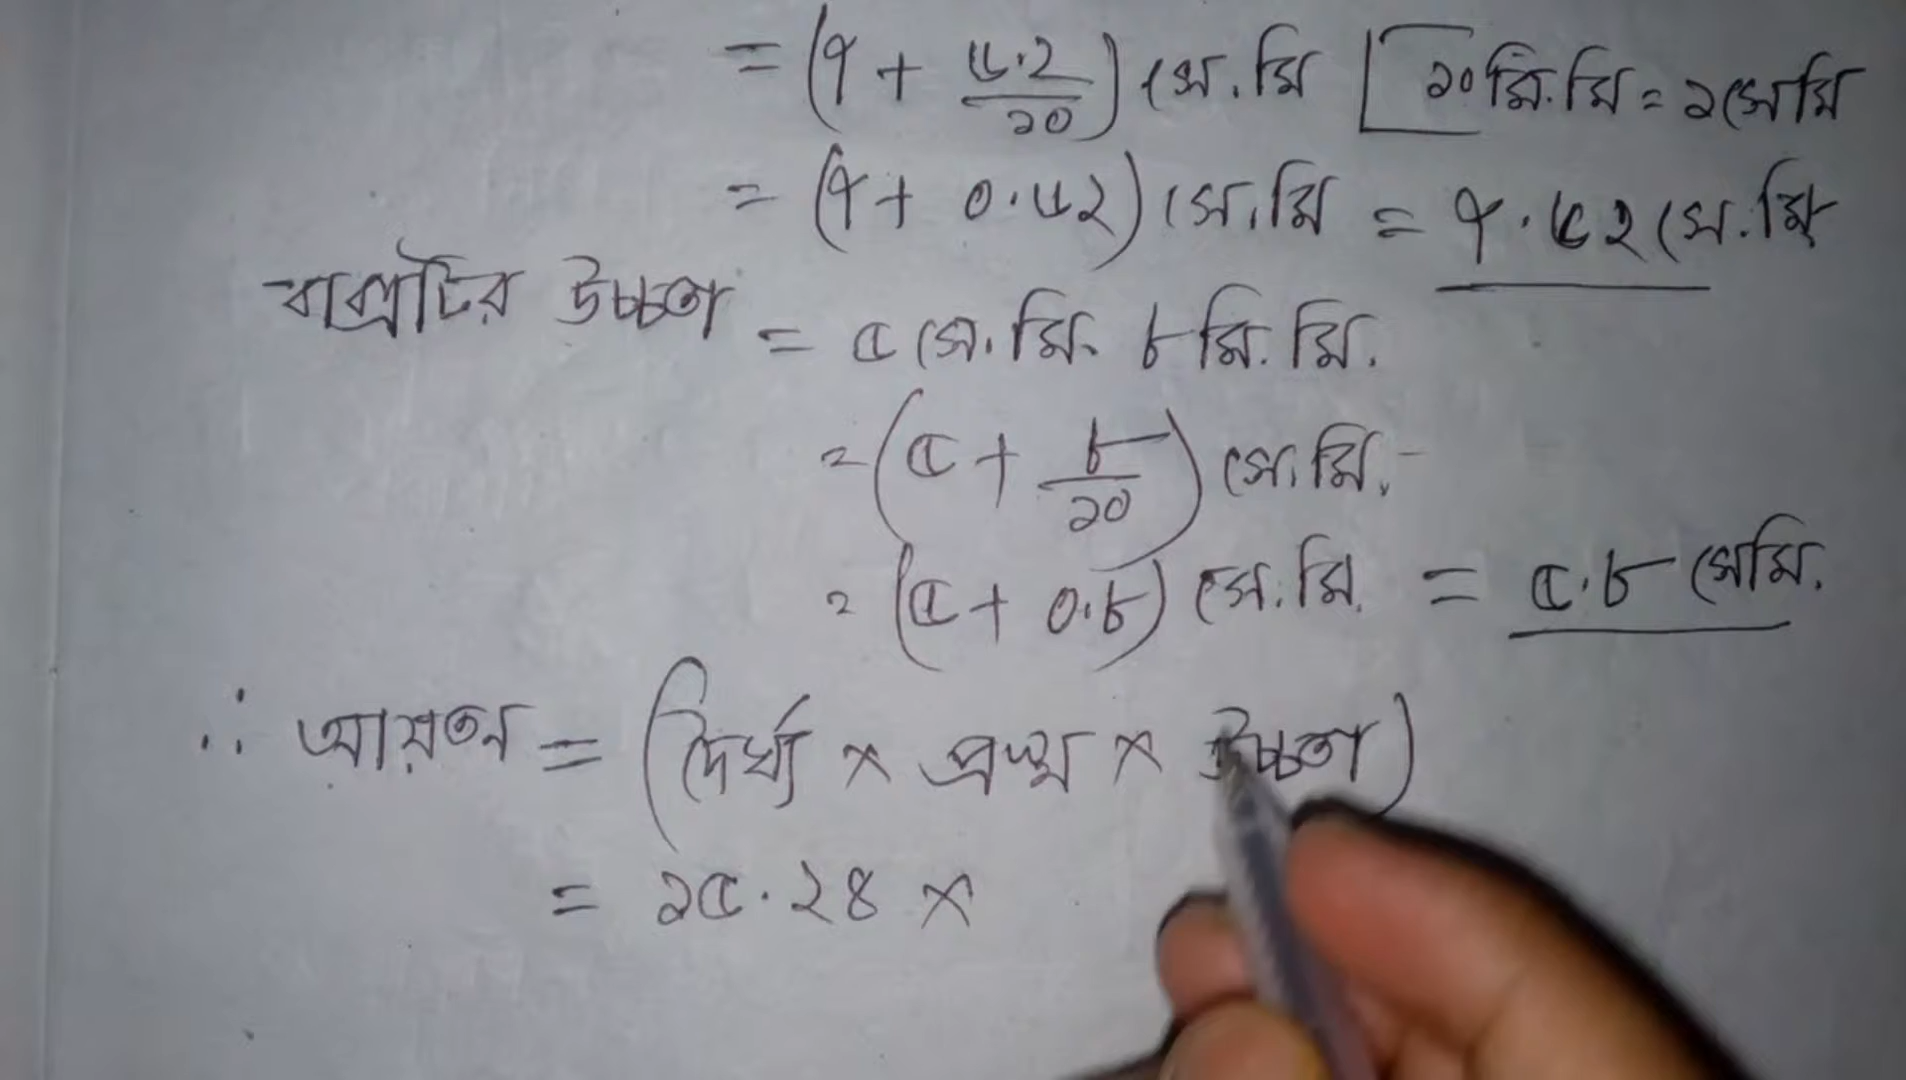 = (৭ + ৬.২/১০) সে.মি [১০ মি.মি = ১সেমি
= (৭ + ০.৬২) সে.মি = ৭.৬২ সে.মি
বাক্সটির উচ্চতা = ৫ সে.মি. ৮ মি.মি.
= (৫ + ৮/১০) সে.মি.
= (৫ + ০.৮) সে.মি. = ৫.৮ সেমি.
∴ আয়তন = (দৈর্ঘ্য × প্রস্থ × উচ্চতা)
= ১৫.২৪ ×